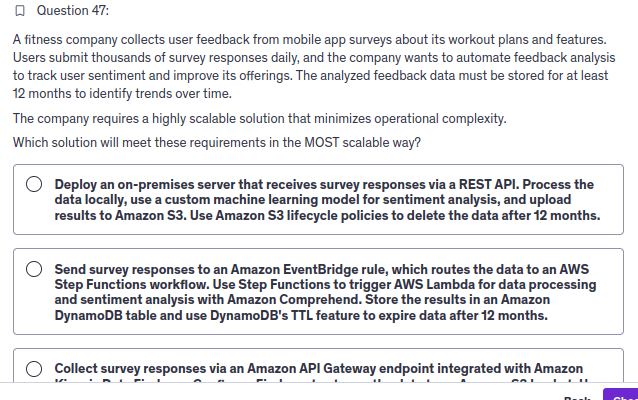 Question 47:
A fitness company collects user feedback from mobile app surveys about its workout plans and features.
Users submit thousands of survey responses daily, and the company wants to automate feedback analysis
to track user sentiment and improve its offerings. The analyzed feedback data must be stored for at least
12 months to identify trends over time.
The company requires a highly scalable solution that minimizes operational complexity.
Which solution will meet these requirements in the MOST scalable way?
Deploy an on-premises server that receives survey responses via a REST API. Process the
data locally, use a custom machine learning model for sentiment analysis, and upload
results to Amazon S3. Use Amazon S3 lifecycle policies to delete the data after 12 months.
Send survey responses to an Amazon EventBridge rule, which routes the data to an AWS
Step Functions workflow. Use Step Functions to trigger AWS Lambda for data processing
and sentiment analysis with Amazon Comprehend. Store the results in an Amazon
DynamoDB table and use DynamoDB's TTL feature to expire data after 12 months.
Collect survey responses via an Amazon API Gateway endpoint integrated with Amazon